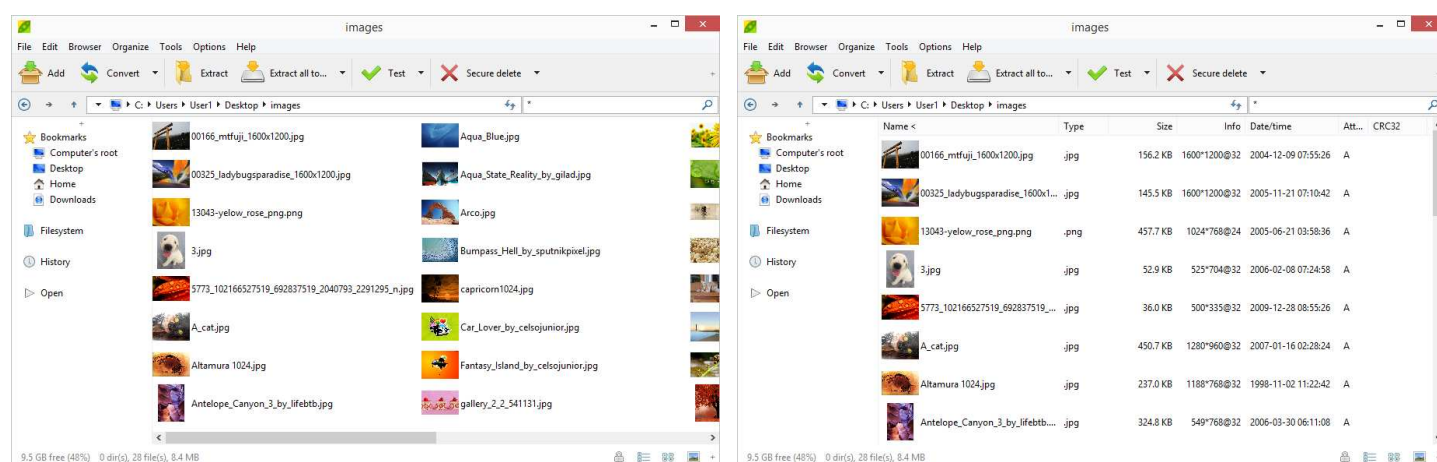 images
File Edit Browser Organize Tools Options Help
Add Convert Extract Extract all to... Test Secure delete
C: Users User1 Desktop images *
Bookmarks
Computer's root
Desktop
Home
Downloads
Filesystem
History
Open
00166_mtfuji_1600x1200.jpg
00325_ladybugsparadise_1600x1200.jpg
13043-yelow_rose_png.png
3.jpg
5773_102166527519_692837519_2040793_2291295_n.jpg
A_cat.jpg
Altamura 1024.jpg
Antelope_Canyon_3_by_lifebtb.jpg
Aqua_Blue.jpg
Aqua_State_Reality_by_gilad.jpg
Arco.jpg
Bumpass_Hell_by_sputnikpixel.jpg
capricorn1024.jpg
Car_Lover_by_celsojunior.jpg
Fantasy_Island_by_celsojunior.jpg
gallery_2_2_541131.jpg
9.5 GB free (48%) 0 dir(s), 28 file(s), 8.4 MB
images
File Edit Browser Organize Tools Options Help
Add Convert Extract Extract all to... Test Secure delete
C: Users User1 Desktop images *
Bookmarks
Computer's root
Desktop
Home
Downloads
Filesystem
History
Open
Name < Type Size Info Date/time Att... CRC32
00166_mtfuji_1600x1200.jpg .jpg 156.2 KB 1600*1200@32 2004-12-09 07:55:26 A
00325_ladybugsparadise_1600x1... .jpg 145.5 KB 1600*1200@32 2005-11-21 07:10:42 A
13043-yelow_rose_png.png .png 457.7 KB 1024*768@24 2005-06-21 03:58:36 A
3.jpg .jpg 52.9 KB 525*704@32 2006-02-08 07:24:58 A
5773_102166527519_692837519_... .jpg 36.0 KB 500*335@32 2009-12-28 08:55:26 A
A_cat.jpg .jpg 450.7 KB 1280*960@32 2007-01-16 02:28:24 A
Altamura 1024.jpg .jpg 237.0 KB 1188*768@32 1998-11-02 11:22:42 A
Antelope_Canyon_3_by_lifebtb.... .jpg 324.8 KB 549*768@32 2006-03-30 06:11:08 A
9.5 GB free (48%) 0 dir(s), 28 file(s), 8.4 MB